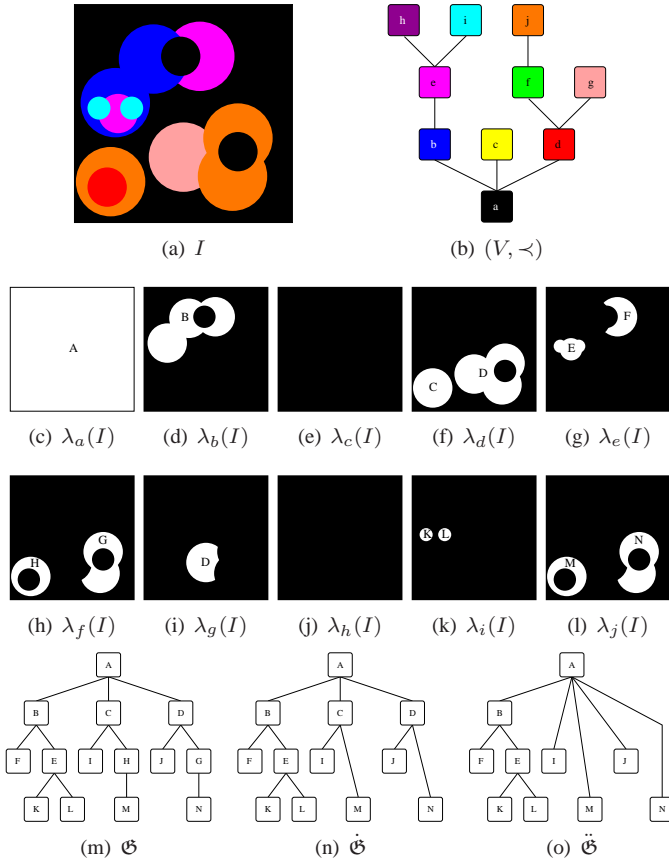 h i j
e f g
b c d
a
(a) I (b) (V, ≺)
A B C D E F
(c) λa(I) (d) λb(I) (e) λc(I) (f) λd(I) (g) λe(I)
H G D K L M N
(h) λf(I) (i) λg(I) (j) λh(I) (k) λi(I) (l) λj(I)
A A A
B C D B C D B
F E I H J G F E I J F E I J
K L M N K L M N K L M N
(m) 𝔊 (n) 𝔊̇ (o) 𝔊̈